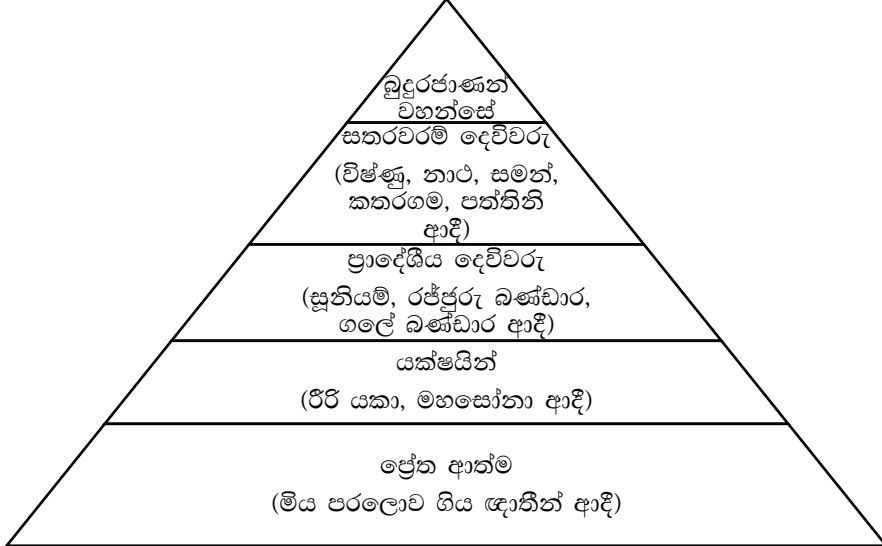 බුදුරජාණන්
වහන්සේ
සතරවරම් දෙවිවරු
(විෂ්ණු, නාථ, සමන්,
කතරගම, පත්තිනි
ආදී)
ප්‍රාදේශීය දෙවිවරු
(සූනියම්, රජ්ජුරු බණ්ඩාර,
ගලේ බණ්ඩාර ආදී)
යක්ෂයින්
(රීරි යකා, මහසෝනා ආදී)
ප්‍රේත ආත්ම
(මිය පරලොව ගිය ඥාතීන් ආදී)